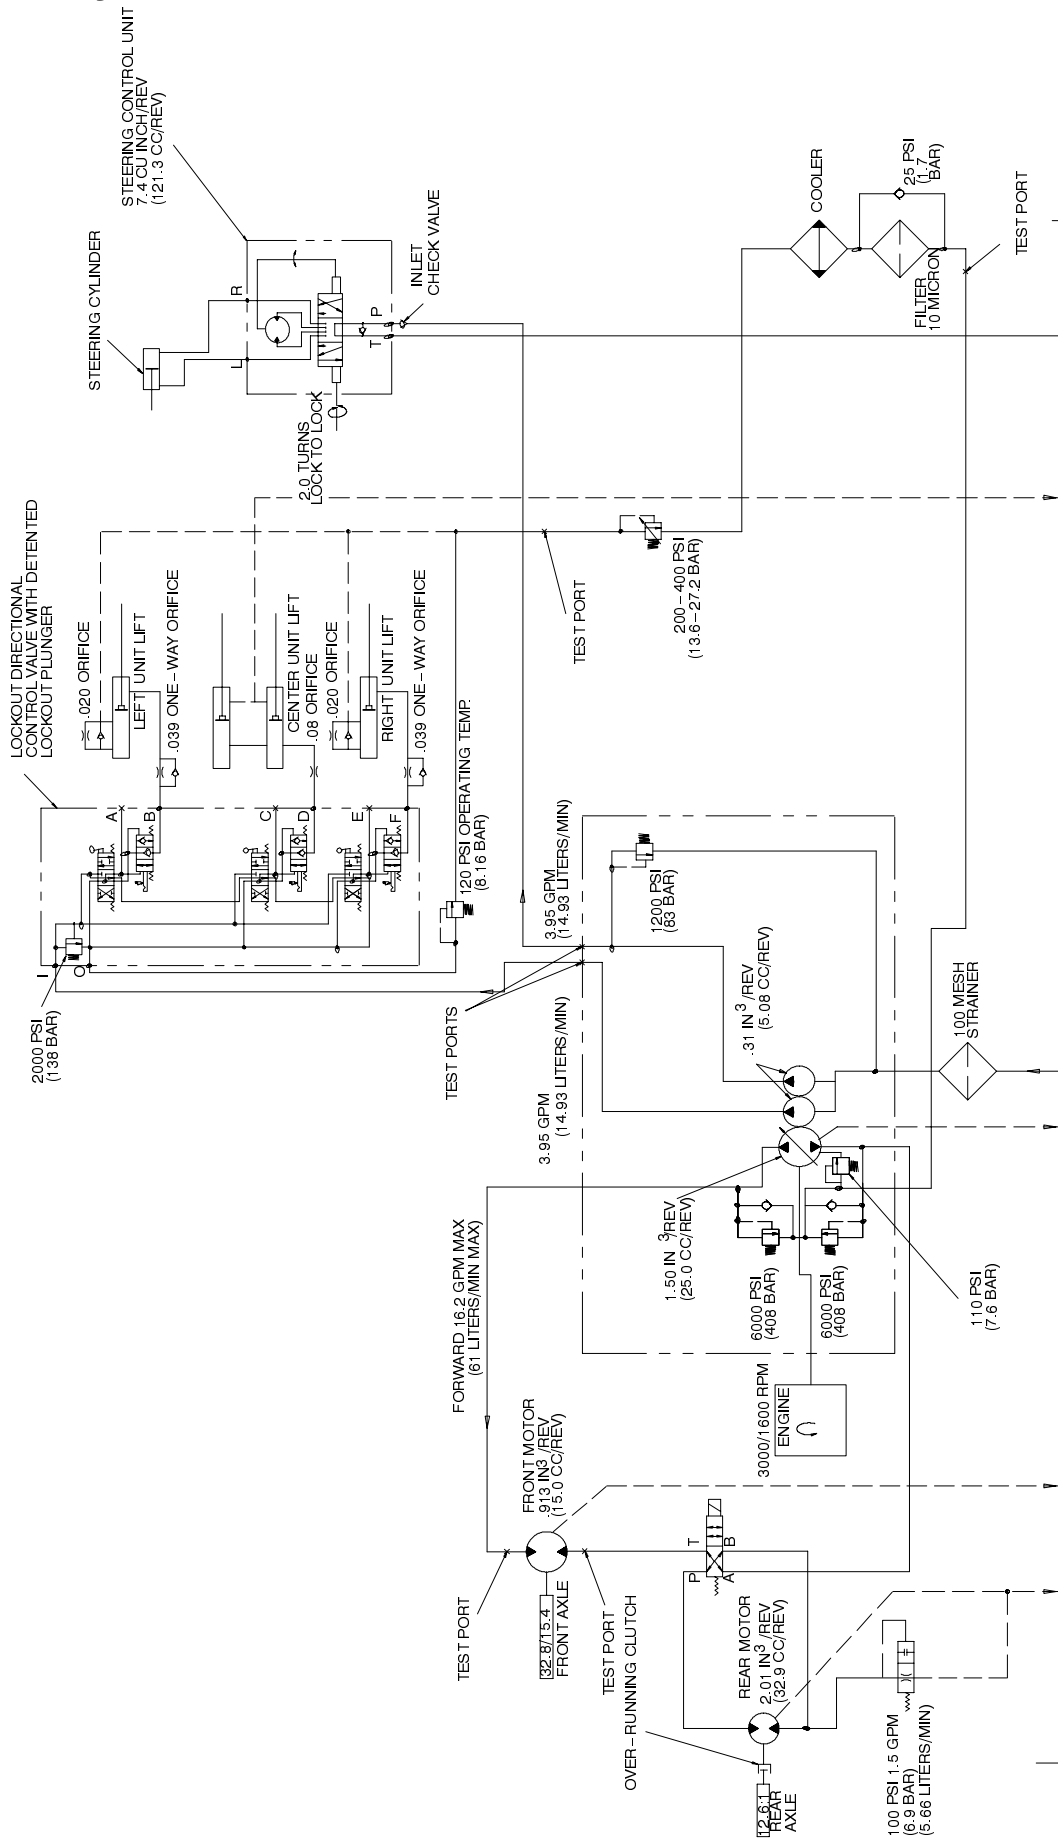 STEERING CONTROL UNIT
7.4 CU INCH/REV
(121.3 CC/REV)
STEERING CYLINDER
R
L
P
T
INLET
CHECK VALVE
2.0 TURNS
LOCK TO LOCK
COOLER
25 PSI
(1.7
BAR)
FILTER
10 MICRON
TEST PORT
LOCKOUT DIRECTIONAL
CONTROL VALVE WITH DETENTED
LOCKOUT PLUNGER
.020 ORIFICE
LEFT UNIT LIFT
.039 ONE-WAY ORIFICE
CENTER UNIT LIFT
.08 ORIFICE
.020 ORIFICE
RIGHT UNIT LIFT
.039 ONE-WAY ORIFICE
A
B
C
D
E
F
I
O
2000 PSI
(138 BAR)
120 PSI OPERATING TEMP.
(8.16 BAR)
TEST PORT
200-400 PSI
(13.6-27.2 BAR)
TEST PORTS
3.95 GPM
(14.93 LITERS/MIN)
3.95 GPM
(14.93 LITERS/MIN)
1200 PSI
(83 BAR)
.31 IN3/REV
(5.08 CC/REV)
100 MESH
STRAINER
FORWARD 16.2 GPM MAX
(61 LITERS/MIN MAX)
1.50 IN3/REV
(25.0 CC/REV)
6000 PSI
(408 BAR)
6000 PSI
(408 BAR)
110 PSI
(7.6 BAR)
3000/1600 RPM
ENGINE
FRONT MOTOR
.913 IN3/REV
(15.0 CC/REV)
TEST PORT
32.8/15.4
FRONT AXLE
TEST PORT
P
T
A
B
OVER-RUNNING CLUTCH
REAR MOTOR
2.01 IN3/REV
(32.9 CC/REV)
12.6:1
REAR
AXLE
100 PSI 1.5 GPM
(6.9 BAR)
(5.66 LITERS/MIN)